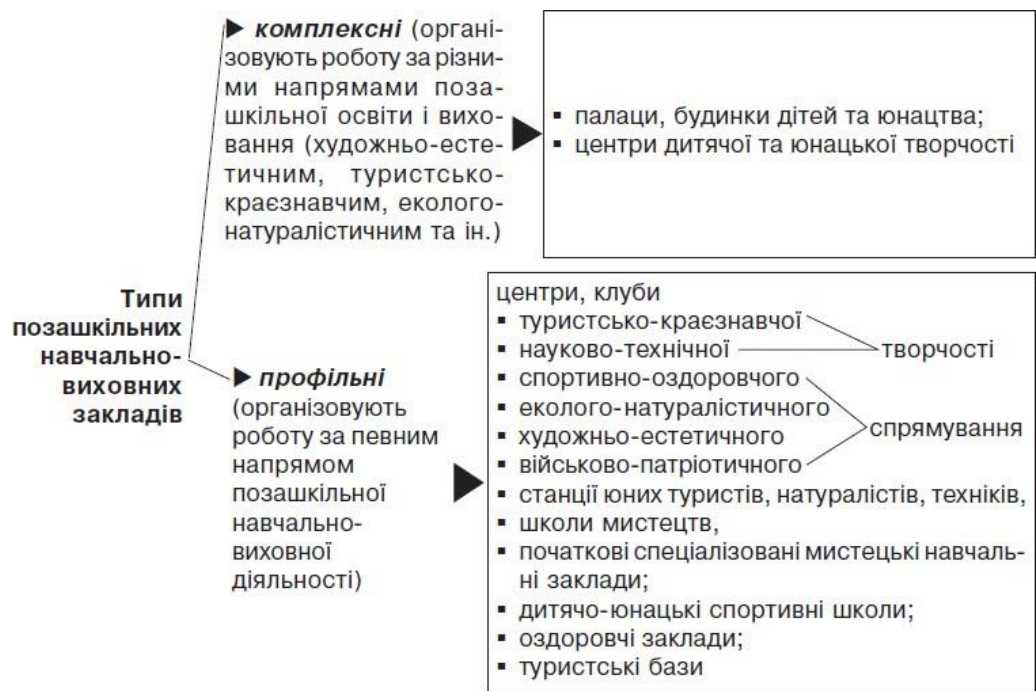 ▶ комплексні (органі-
зовують роботу за різни-
ми напрямами поза-
шкільної освіти і вихо-
вання (художньо-есте-
тичним, туристсько-
краєзнавчим, еколого-
натуралістичним та ін.)
▪ палаци, будинки дітей та юнацтва;
▪ центри дитячої та юнацької творчості
Типи
позашкільних
навчально-
виховних
закладів
▶ профільні
(організовують
роботу за певним
напрямом
позашкільної
навчально-
виховної
діяльності)
центри, клуби
▪ туристсько-краєзнавчої
▪ науково-технічної
творчості
▪ спортивно-оздоровчого
▪ еколого-натуралістичного
▪ художньо-естетичного
▪ військово-патріотичного
спрямування
▪ станції юних туристів, натуралістів, техніків,
▪ школи мистецтв,
▪ початкові спеціалізовані мистецькі навчаль-
ні заклади;
▪ дитячо-юнацькі спортивні школи;
▪ оздоровчі заклади;
▪ туристські бази